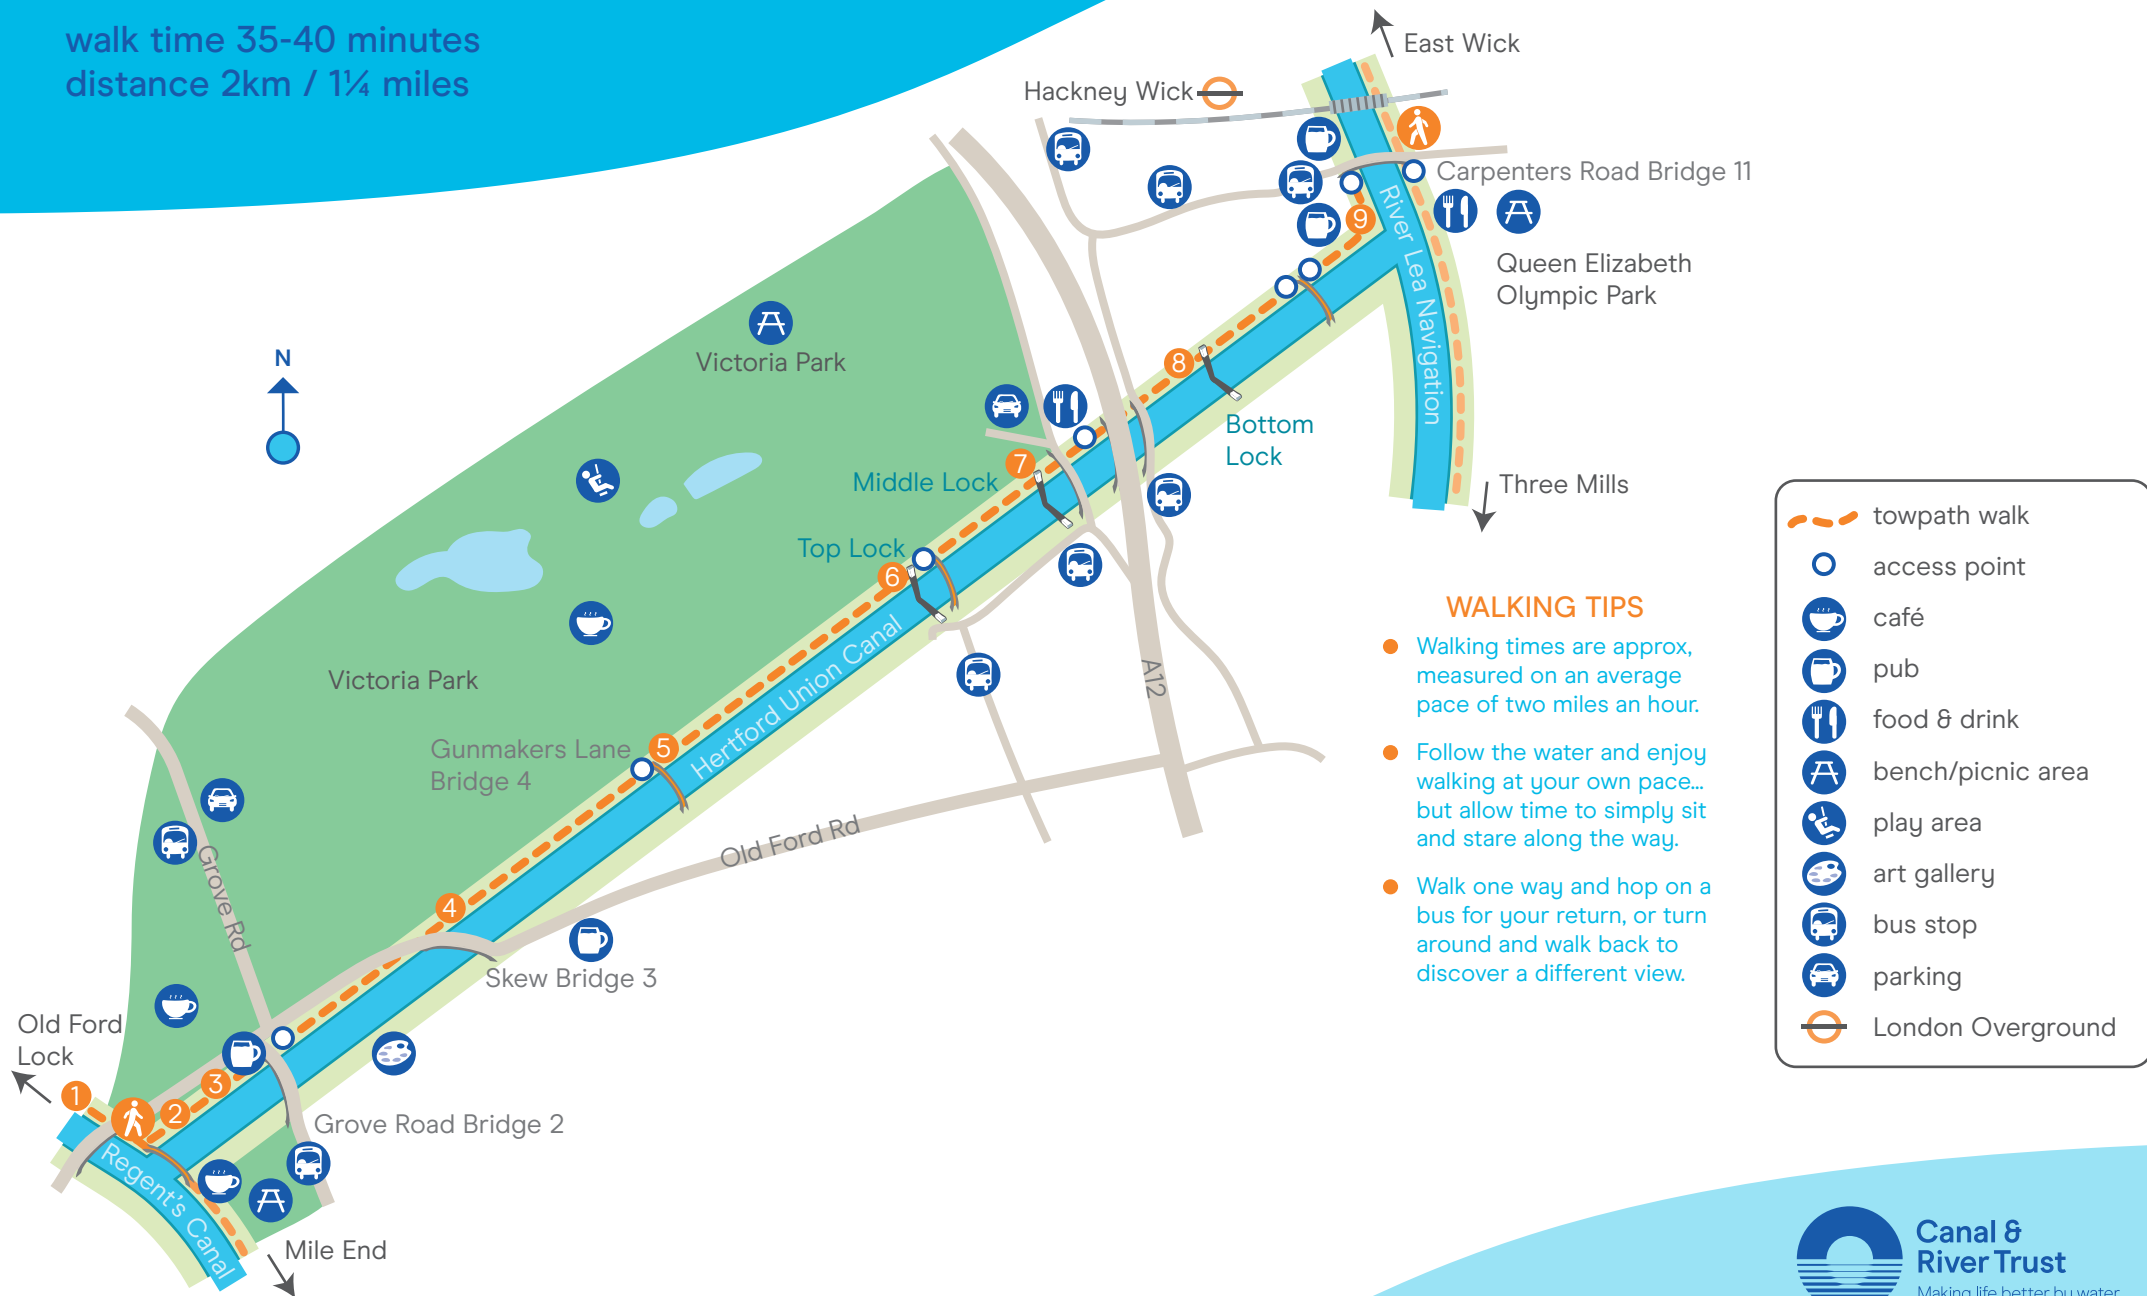 walk time 35-40 minutes
distance 2km / 1¼ miles
East Wick
Hackney Wick
Carpenters Road Bridge 11
9
River Lea Navigation
Queen Elizabeth
Olympic Park
N
Victoria Park
8
Bottom
Lock
7
Middle Lock
Three Mills
Top Lock
6
Hertford Union Canal
A12
Victoria Park
Gunmakers Lane
Bridge 4
5
Old Ford Rd
Grove Rd
4
Skew Bridge 3
Old Ford
Lock
1
2
3
Grove Road Bridge 2
Regent's Canal
Mile End
WALKING TIPS
Walking times are approx,
measured on an average
pace of two miles an hour.
Follow the water and enjoy
walking at your own pace...
but allow time to simply sit
and stare along the way.
Walk one way and hop on a
bus for your return, or turn
around and walk back to
discover a different view.
towpath walk
access point
café
pub
food & drink
bench/picnic area
play area
art gallery
bus stop
parking
London Overground
Canal &
River Trust
Making life better by water